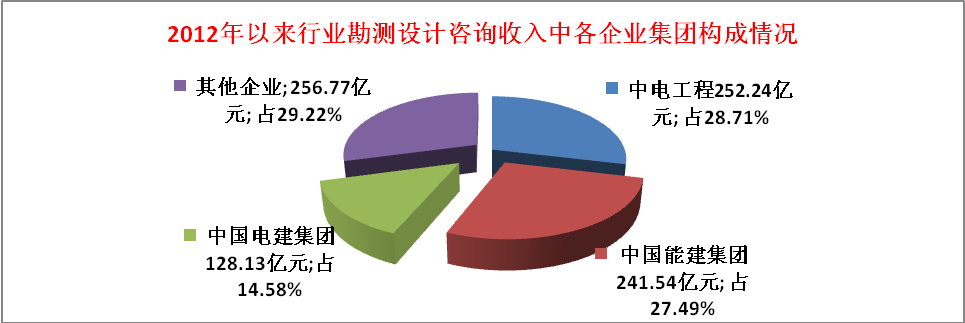 2012年以来行业勘测设计咨询收入中各企业集团构成情况
其他企业;256.77亿
元; 占29.22%
中电工程252.24亿
元; 占28.71%
中国电建集团
128.13亿元;占
14.58%
中国能建集团
241.54亿元; 占
27.49%